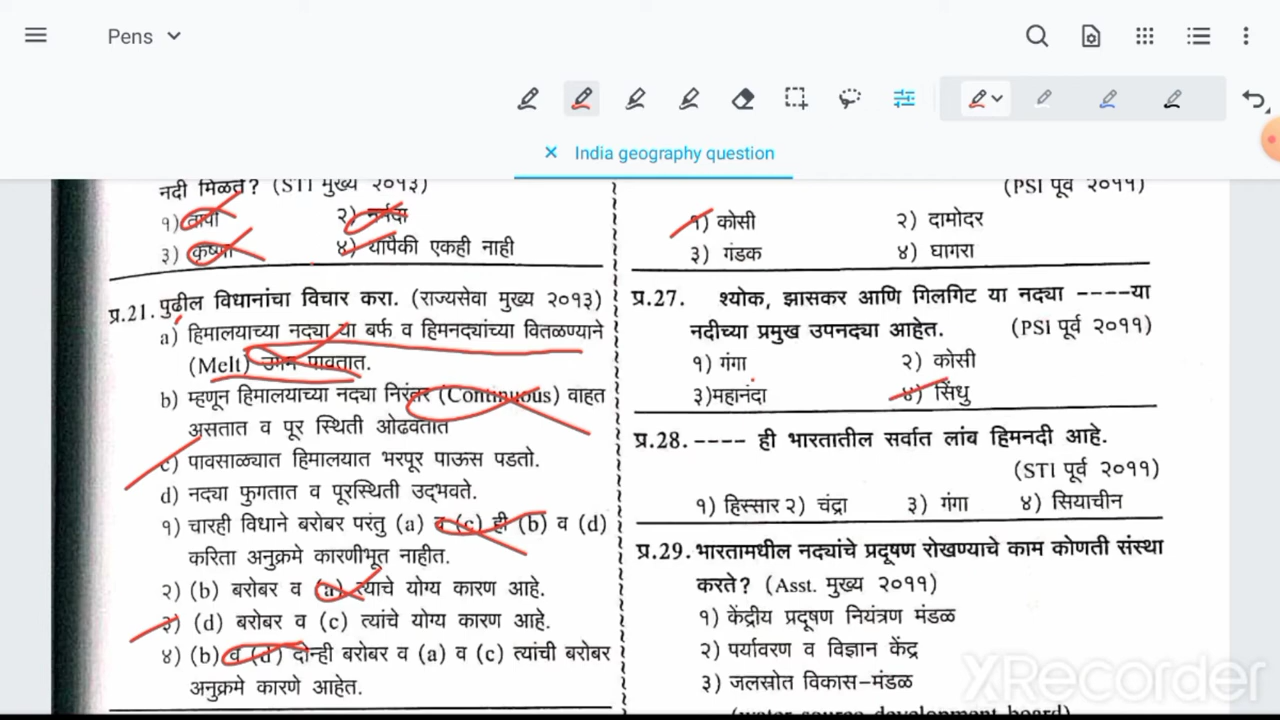 Pens
India geography question
नदी मिळते? (STI मुख्य २०१३)
१) तापी
२) नर्मदा
३) कृष्णा
४) यापैकी एकही नाही
प्र.21. पुढील विधानांचा विचार करा. (राज्यसेवा मुख्य २०१३)
a) हिमालयाच्या नद्या या बर्फ व हिमनद्यांच्या वितळण्याने
(Melt) उगम पावतात.
b) म्हणून हिमालयाच्या नद्या निरंतर (Continuous) वाहत
असतात व पूर स्थिती ओढवतात
c) पावसाळ्यात हिमालयात भरपूर पाऊस पडतो.
d) नद्या फुगतात व पूरस्थिती उद्‌भवते.
१) चारही विधाने बरोबर परंतु (a) व (c) ही (b) व (d)
करिता अनुक्रमे कारणीभूत नाहीत.
२) (b) बरोबर व (a) त्याचे योग्य कारण आहे.
३) (d) बरोबर व (c) त्यांचे योग्य कारण आहे.
४) (b) व (d) दोन्ही बरोबर व (a) व (c) त्यांची बरोबर
अनुक्रमे कारणे आहेत.
(PSI पूर्व २०११)
१) कोसी
२) दामोदर
३) गंडक
४) घागरा
प्र.27. श्योक, झासकर आणि गिलगिट या नद्या ----या
नदीच्या प्रमुख उपनद्या आहेत. (PSI पूर्व २०११)
१) गंगा
२) कोसी
३)महानंदा
४) सिंधु
प्र.28. ---- ही भारतातील सर्वात लांब हिमनदी आहे.
(STI पूर्व २०११)
१) हिस्सार २) चंद्रा ३) गंगा ४) सियाचीन
प्र.29. भारतामधील नद्यांचे प्रदूषण रोखण्याचे काम कोणती संस्था
करते? (Asst. मुख्य २०११)
१) केंद्रीय प्रदूषण नियंत्रण मंडळ
२) पर्यावरण व विज्ञान केंद्र
३) जलस्रोत विकास-मंडळ
(water source development board)
XRecorder